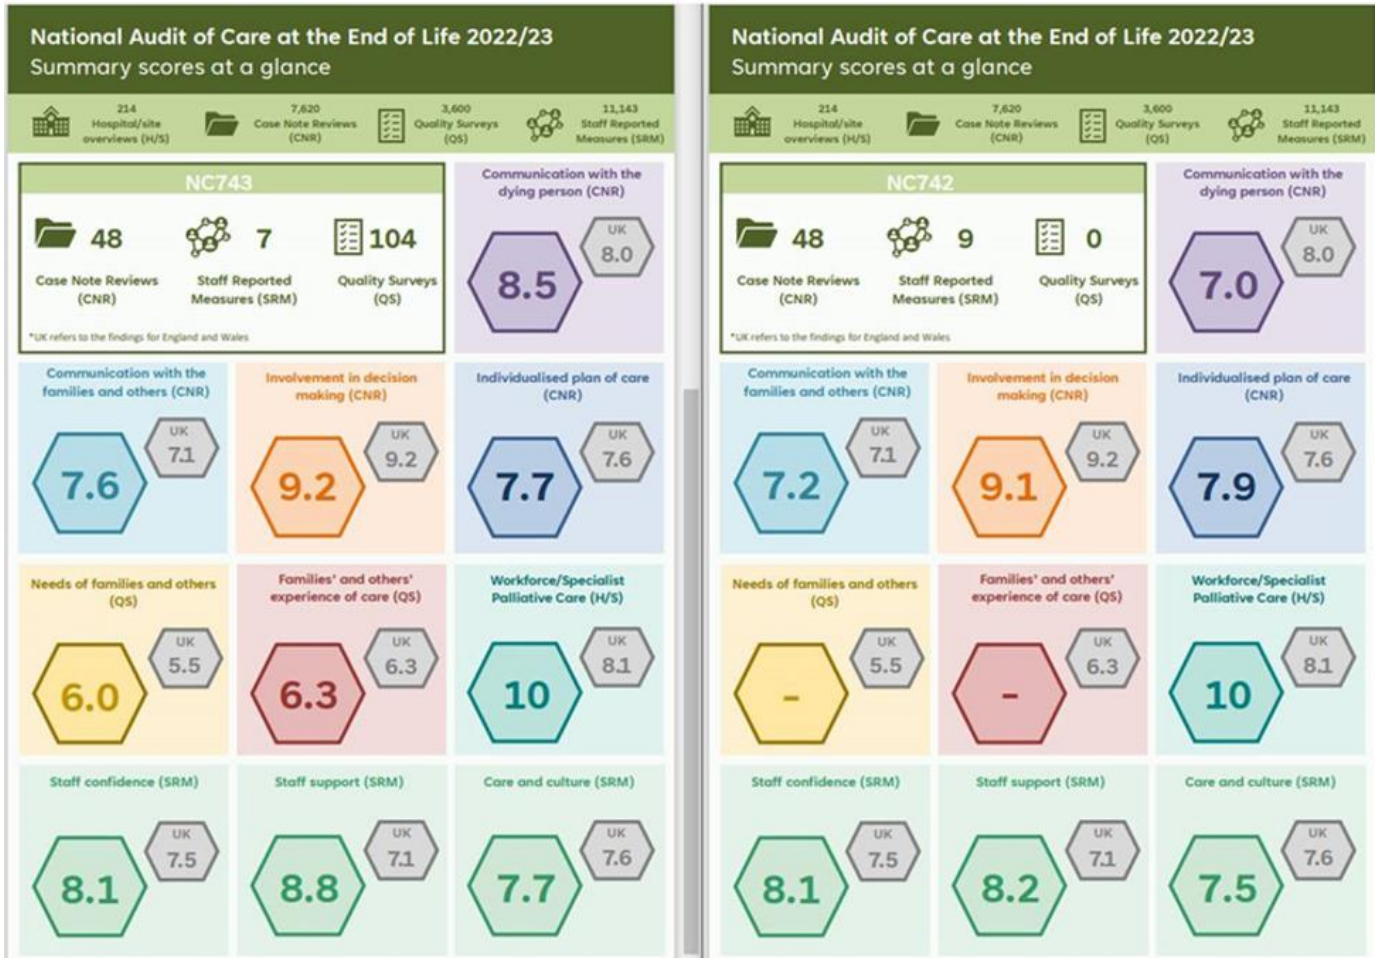 National Audit of Care at the End of Life 2022/23
Summary scores at a glance
214
Hospital/site
overviews (H/S)
7,620
Case Note Reviews
(CNR)
3,600
Quality Surveys
(QS)
11,143
Staff Reported
Measures (SRM)
NC743
48
Case Note Reviews
(CNR)
7
Staff Reported
Measures (SRM)
104
Quality Surveys
(QS)
*UK refers to the findings for England and Wales
Communication with the
dying person (CNR)
8.5
UK
8.0
Communication with the
families and others (CNR)
7.6
UK
7.1
Involvement in decision
making (CNR)
9.2
UK
9.2
Individualised plan of care
(CNR)
7.7
UK
7.6
Needs of families and others
(QS)
6.0
UK
5.5
Families' and others'
experience of care (QS)
6.3
UK
6.3
Workforce/Specialist
Palliative Care (H/S)
10
UK
8.1
Staff confidence (SRM)
8.1
UK
7.5
Staff support (SRM)
8.8
UK
7.1
Care and culture (SRM)
7.7
UK
7.6
National Audit of Care at the End of Life 2022/23
Summary scores at a glance
214
Hospital/site
overviews (H/S)
7,620
Case Note Reviews
(CNR)
3,600
Quality Surveys
(QS)
11,143
Staff Reported
Measures (SRM)
NC742
48
Case Note Reviews
(CNR)
9
Staff Reported
Measures (SRM)
0
Quality Surveys
(QS)
*UK refers to the findings for England and Wales
Communication with the
dying person (CNR)
7.0
UK
8.0
Communication with the
families and others (CNR)
7.2
UK
7.1
Involvement in decision
making (CNR)
9.1
UK
9.2
Individualised plan of care
(CNR)
7.9
UK
7.6
Needs of families and others
(QS)
-
UK
5.5
Families' and others'
experience of care (QS)
-
UK
6.3
Workforce/Specialist
Palliative Care (H/S)
10
UK
8.1
Staff confidence (SRM)
8.1
UK
7.5
Staff support (SRM)
8.2
UK
7.1
Care and culture (SRM)
7.5
UK
7.6